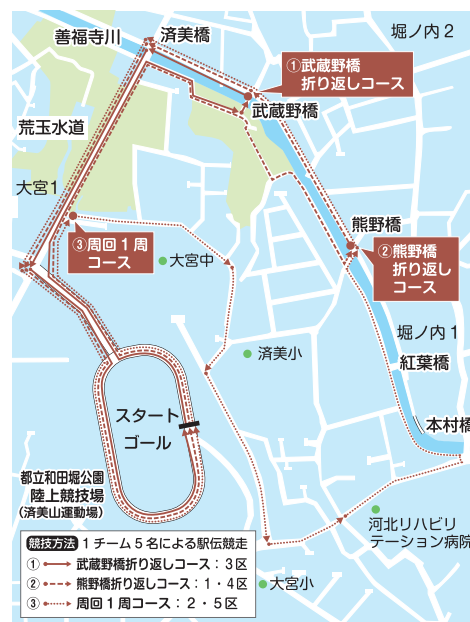 堀ノ内2
善福寺川
済美橋
①武蔵野橋
折り返しコース
武蔵野橋
荒玉水道
大宮1
熊野橋
③周回1周
コース
大宮中
②熊野橋
折り返し
コース
堀ノ内1
済美小
紅葉橋
スタート
ゴール
本村橋
都立和田堀公園
陸上競技場
（済美山運動場）
河北リハビリ
テーション病院
競技方法 1チーム5名による駅伝競走
① 武蔵野橋折り返しコース：3区
② 熊野橋折り返しコース：1・4区
③ 周回1周コース：2・5区
大宮小